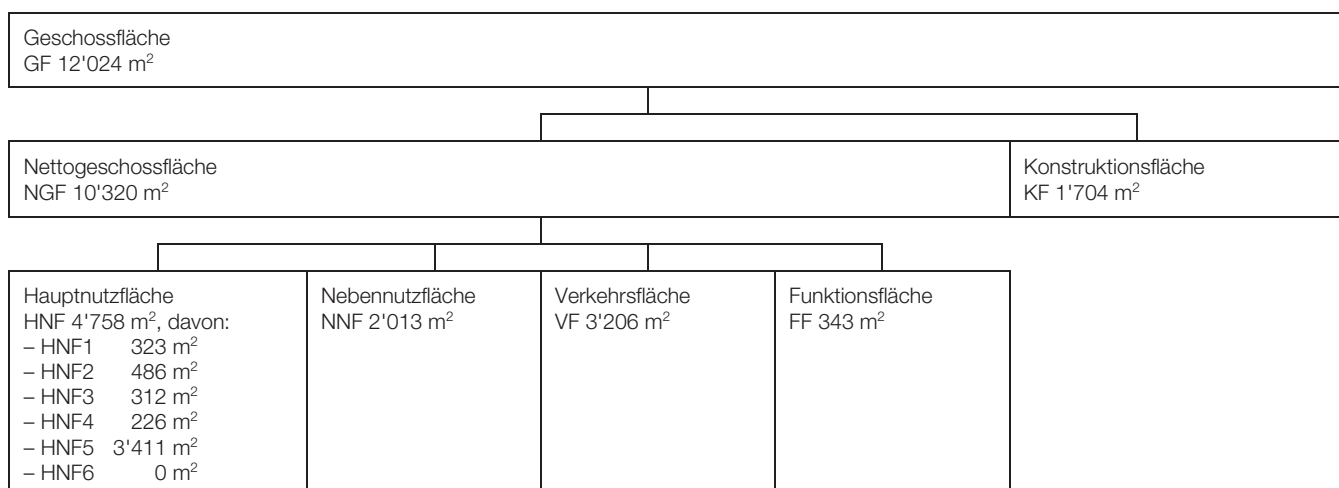 Geschossfläche
GF 12'024 m²
Nettogeschossfläche
NGF 10'320 m²
Konstruktionsfläche
KF 1'704 m²
Hauptnutzfläche
HNF 4'758 m², davon:
– HNF1 323 m²
– HNF2 486 m²
– HNF3 312 m²
– HNF4 226 m²
– HNF5 3'411 m²
– HNF6 0 m²
Nebennutzfläche
NNF 2'013 m²
Verkehrsfläche
VF 3'206 m²
Funktionsfläche
FF 343 m²